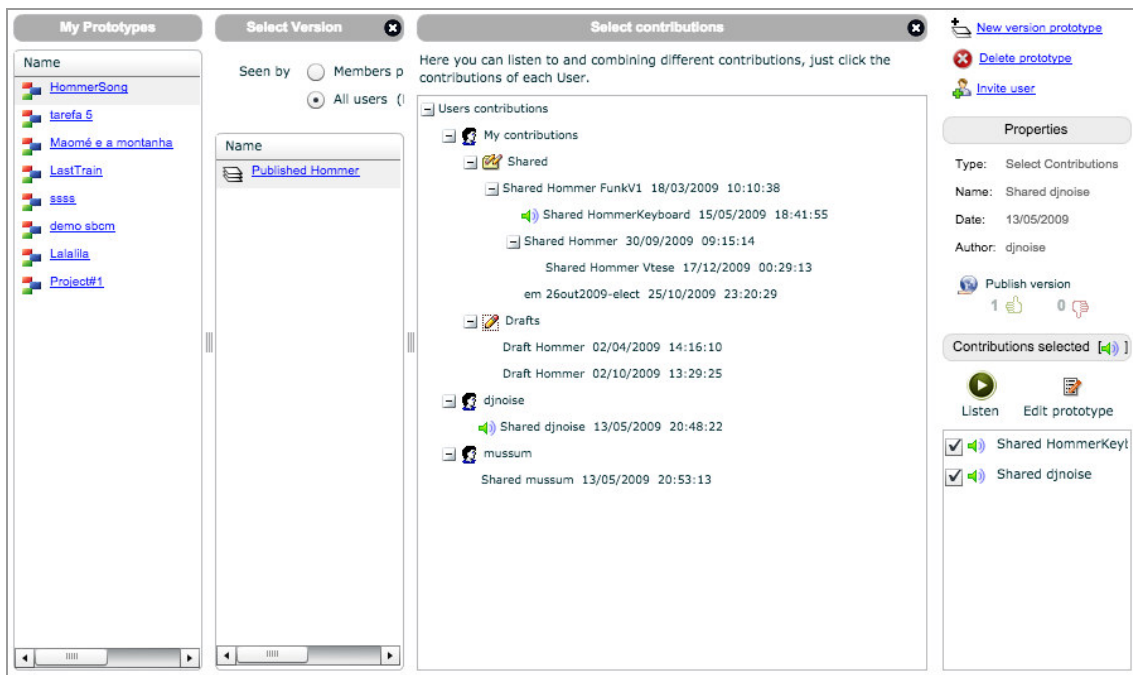 My Prototypes
Name
HommerSong
tarefa 5
Maomé e a montanha
LastTrain
ssss
demo sbcm
Lalalila
Project#1
Select Version
Seen by
Members p
All users (
Name
Published Hommer
Select contributions
Here you can listen to and combining different contributions, just click the
contributions of each User.
Users contributions
My contributions
Shared
Shared Hommer FunkV1 18/03/2009 10:10:38
Shared HommerKeyboard 15/05/2009 18:41:55
Shared Hommer 30/09/2009 09:15:14
Shared Hommer Vtese 17/12/2009 00:29:13
em 26out2009-elect 25/10/2009 23:20:29
Drafts
Draft Hommer 02/04/2009 14:16:10
Draft Hommer 02/10/2009 13:29:25
djnoise
Shared djnoise 13/05/2009 20:48:22
mussum
Shared mussum 13/05/2009 20:53:13
New version prototype
Delete prototype
Invite user
Properties
Type: Select Contributions
Name: Shared djnoise
Date: 13/05/2009
Author: djnoise
Publish version
1 0
Contributions selected [ ]
Listen Edit prototype
Shared HommerKeyb
Shared djnoise